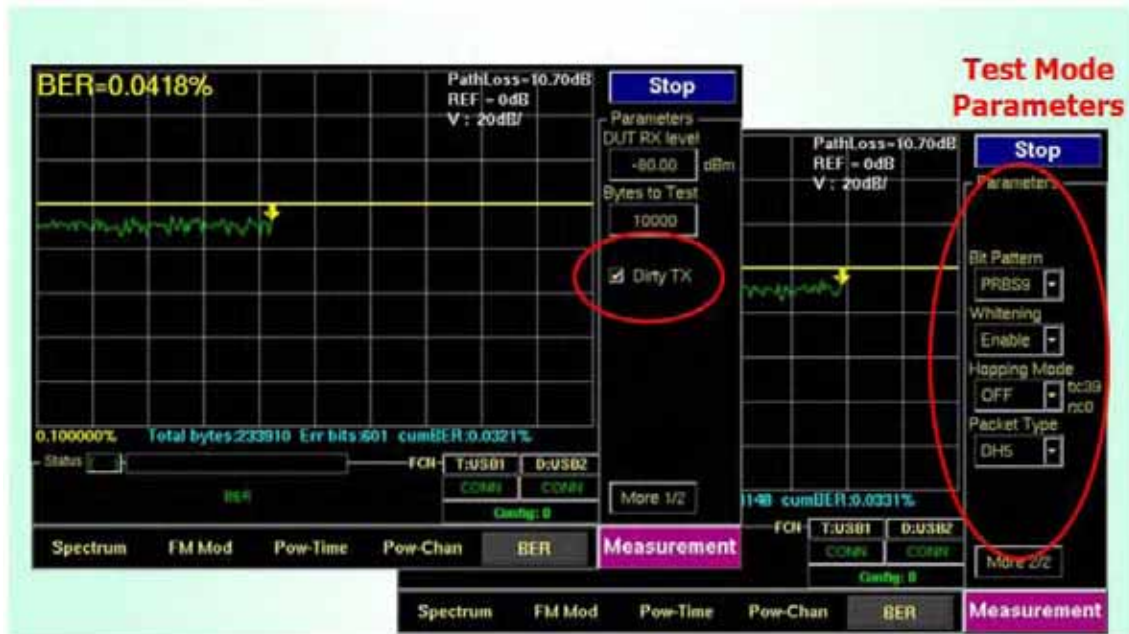 Test Mode
Parameters
BER=0.0418%
PathLoss=10.70dB
REF = 0dB
V : 20dB/
Stop
Parameters
DUT RX level
-80.00 dBm
Bytes to Test
10000
Dirty TX
0.100000% Total bytes:233910 Err bits:601 cumBER:0.0321%
Status
FCN T:USB1 D:USB2
BER
CONN CONN
Config: 0
More 1/2
Spectrum FM Mod Pow-Time Pow-Chan BER Measurement
PathLoss=10.70dB
REF = 0dB
V : 20dB/
Stop
Parameters
Bit Pattern
PRBS9
Whitening
Enable
Hopping Mode
OFF
Packet Type
DH5
cumBER:0.0331%
FCN T:USB1 D:USB2
CONN CONN
Config: 0
More 2/2
Spectrum FM Mod Pow-Time Pow-Chan BER Measurement